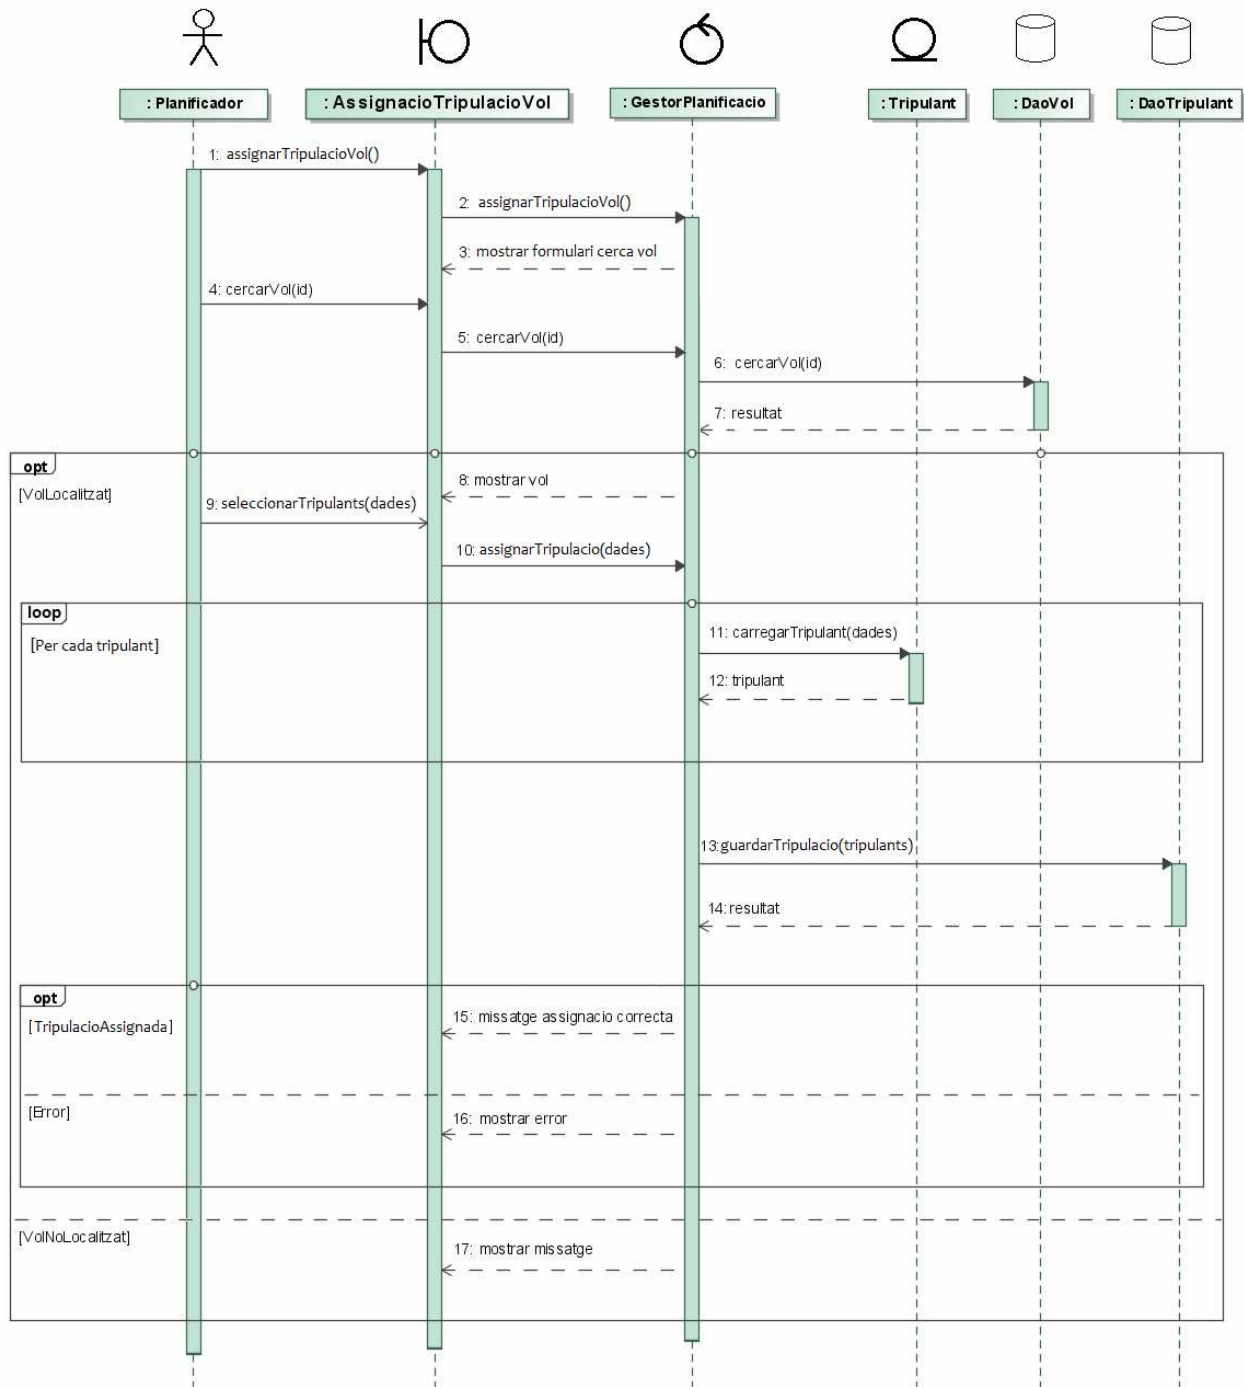 : Planificador
: AssignacioTripulacioVol
: GestorPlanificacio
: Tripulant
: DaoVol
: DaoTripulant
1: assignarTripulacioVol()
2: assignarTripulacioVol()
3: mostrar formulari cerca vol
4: cercarVol(id)
5: cercarVol(id)
6: cercarVol(id)
7: resultat
opt
[VolLocalitzat]
8: mostrar vol
9: seleccionarTripulants(dades)
10: assignarTripulacio(dades)
loop
[Per cada tripulant]
11: carregarTripulant(dades)
12: tripulant
13:guardarTripulacio(tripulants)
14: resultat
opt
[TripulacioAssignada]
15: missatge assignacio correcta
[Error]
16: mostrar error
[VolNoLocalitzat]
17: mostrar missatge